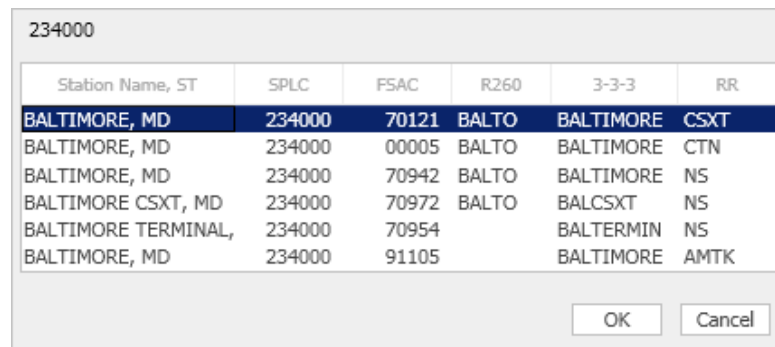 234000
Station Name, ST SPLC FSAC R260 3-3-3 RR
BALTIMORE, MD 234000 70121 BALTO BALTIMORE CSXT
BALTIMORE, MD 234000 00005 BALTO BALTIMORE CTN
BALTIMORE, MD 234000 70942 BALTO BALTIMORE NS
BALTIMORE CSXT, MD 234000 70972 BALTO BALCSXT NS
BALTIMORE TERMINAL, 234000 70954 BALTERMIN NS
BALTIMORE, MD 234000 91105 BALTIMORE AMTK
OK Cancel